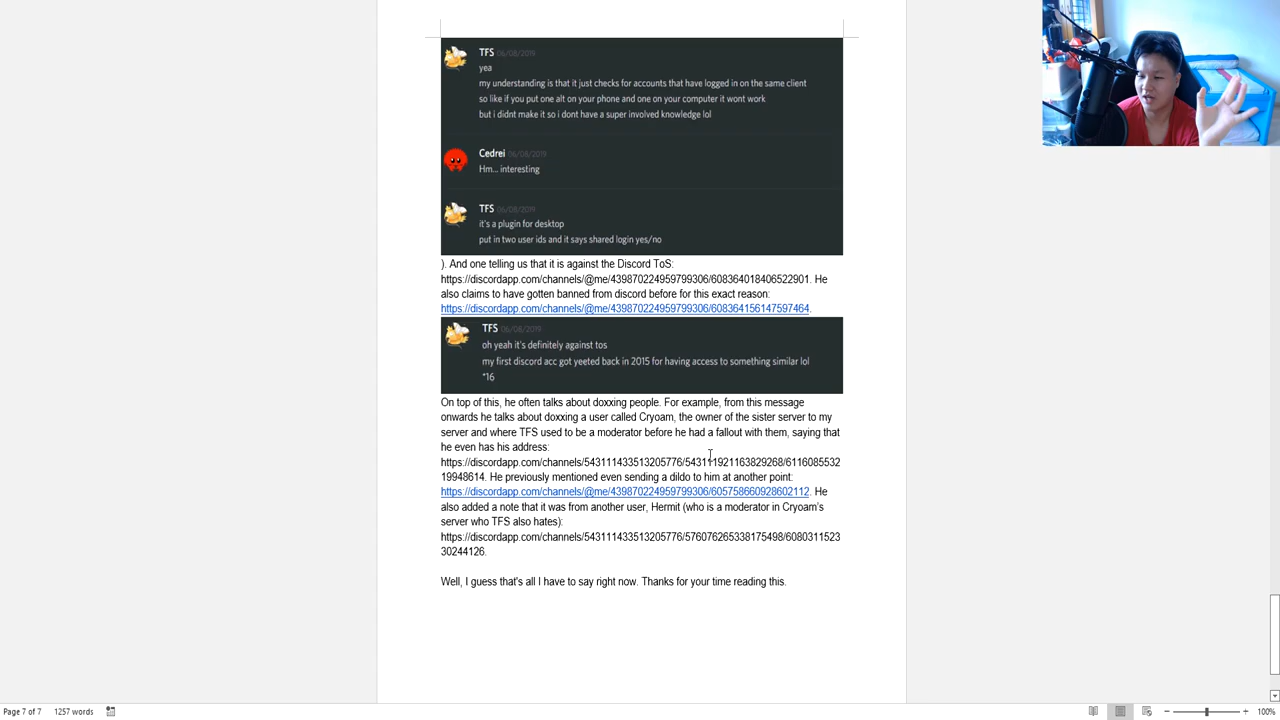 TFS 06/08/2019
yea
my understanding is that it just checks for accounts that have logged in on the same client
so like if you put one alt on your phone and one on your computer it wont work
but i didnt make it so i dont have a super involved knowledge lol
Cedrei 06/08/2019
Hm... interesting
TFS 06/08/2019
it's a plugin for desktop
put in two user ids and it says shared login yes/no
). And one telling us that it is against the Discord ToS:
https://discordapp.com/channels/@me/439870224959799306/608364018406522901. He
also claims to have gotten banned from discord before for this exact reason:
https://discordapp.com/channels/@me/439870224959799306/608364156147597464.
TFS 06/08/2019
oh yeah it's definitely against tos
my first discord acc got yeeted back in 2015 for having access to something similar lol
*16
On top of this, he often talks about doxxing people. For example, from this message
onwards he talks about doxxing a user called Cryoam, the owner of the sister server to my
server and where TFS used to be a moderator before he had a fallout with them, saying that
he even has his address:
https://discordapp.com/channels/543111433513205776/543111921163829268/6116085532
19948614. He previously mentioned even sending a dildo to him at another point:
https://discordapp.com/channels/@me/439870224959799306/605758660928602112. He
also added a note that it was from another user, Hermit (who is a moderator in Cryoam's
server who TFS also hates):
https://discordapp.com/channels/543111433513205776/576076265338175498/6080311523
30244126.
Well, I guess that's all I have to say right now. Thanks for your time reading this.
Page 7 of 7 1257 words 100%